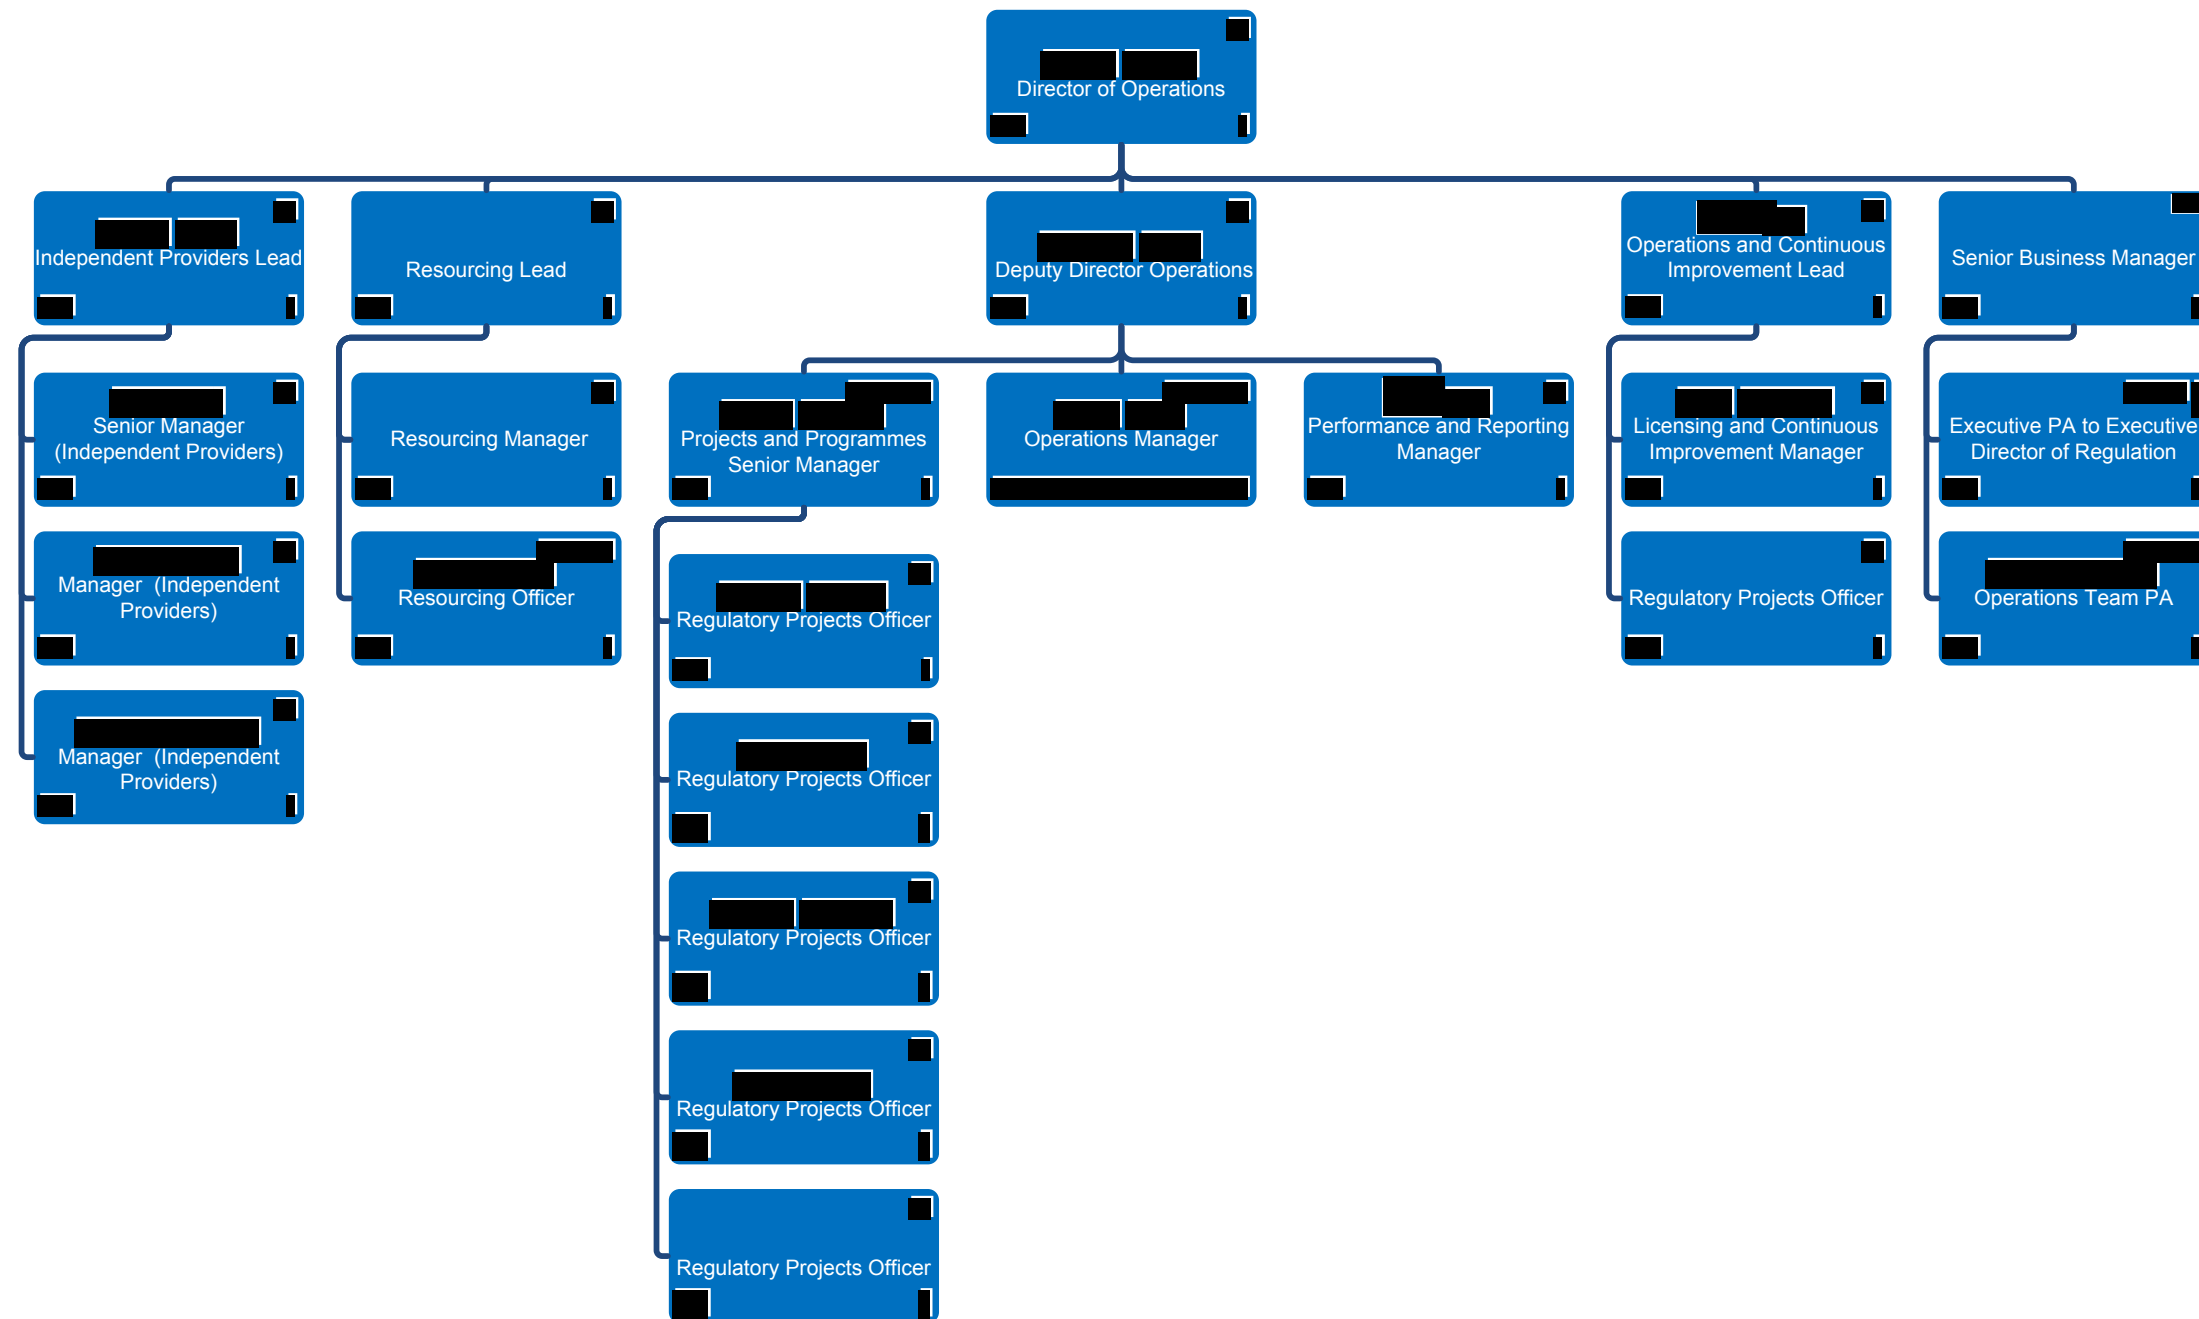 Director of Operations
Independent Providers Lead
Resourcing Lead
Deputy Director Operations
Operations and Continuous
Improvement Lead
Senior Business Manager
Senior Manager
(Independent Providers)
Resourcing Manager
Projects and Programmes
Senior Manager
Operations Manager
Performance and Reporting
Manager
Licensing and Continuous
Improvement Manager
Executive PA to Executive
Director of Regulation
Manager (Independent
Providers)
Resourcing Officer
Regulatory Projects Officer
Regulatory Projects Officer
Operations Team PA
Manager (Independent
Providers)
Regulatory Projects Officer
Regulatory Projects Officer
Regulatory Projects Officer
Regulatory Projects Officer